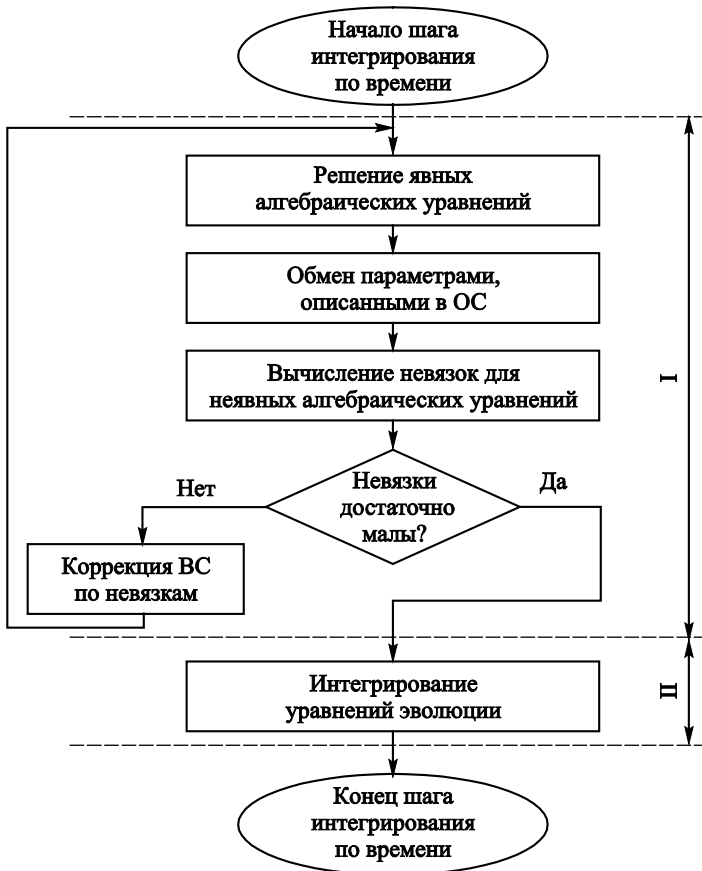 Начало шага
интегрирования
по времени
Решение явных
алгебраических уравнений
Обмен параметрами,
описанными в ОС
Вычисление невязок для
неявных алгебраических уравнений
I
Невязки
достаточно
малы?
Нет
Да
Коррекция ВС
по невязкам
Интегрирование
уравнений эволюции
II
Конец шага
интегрирования
по времени